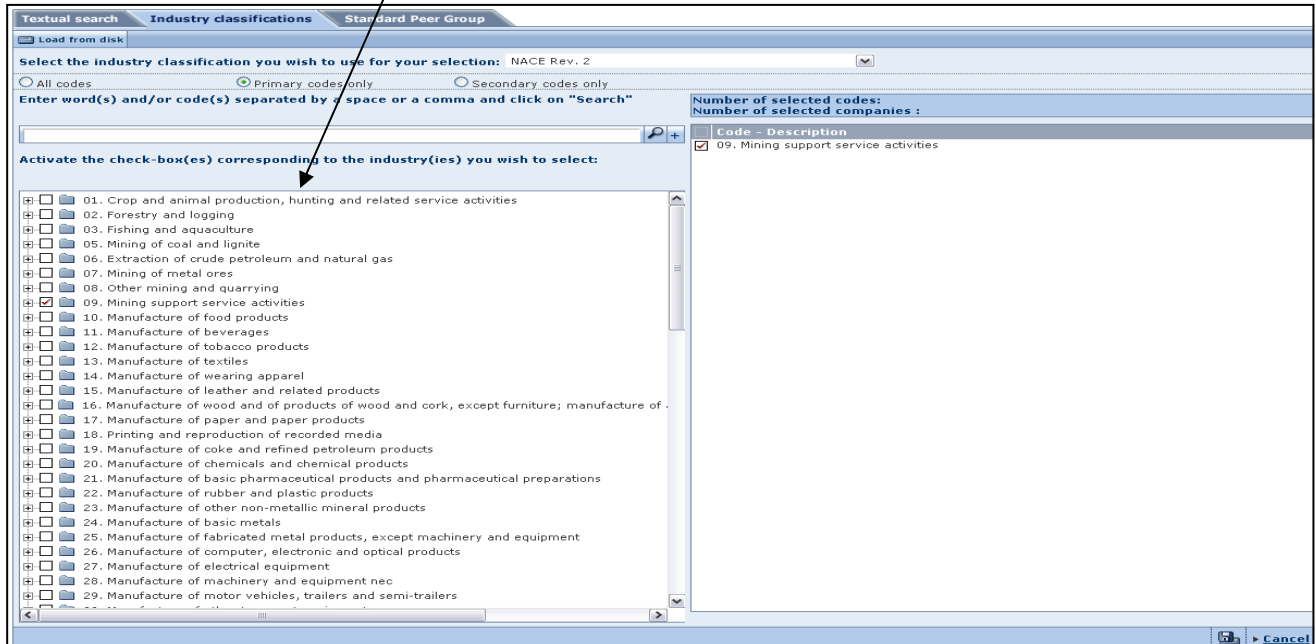 Textual search Industry classifications Standard Peer Group
Load from disk
Select the industry classification you wish to use for your selection: NACE Rev. 2
All codes Primary codes only Secondary codes only
Enter word(s) and/or code(s) separated by a space or a comma and click on "Search"
Activate the check-box(es) corresponding to the industry(ies) you wish to select:
01. Crop and animal production, hunting and related service activities
02. Forestry and logging
03. Fishing and aquaculture
05. Mining of coal and lignite
06. Extraction of crude petroleum and natural gas
07. Mining of metal ores
08. Other mining and quarrying
09. Mining support service activities
10. Manufacture of food products
11. Manufacture of beverages
12. Manufacture of tobacco products
13. Manufacture of textiles
14. Manufacture of wearing apparel
15. Manufacture of leather and related products
16. Manufacture of wood and of products of wood and cork, except furniture; manufacture of
17. Manufacture of paper and paper products
18. Printing and reproduction of recorded media
19. Manufacture of coke and refined petroleum products
20. Manufacture of chemicals and chemical products
21. Manufacture of basic pharmaceutical products and pharmaceutical preparations
22. Manufacture of rubber and plastic products
23. Manufacture of other non-metallic mineral products
24. Manufacture of basic metals
25. Manufacture of fabricated metal products, except machinery and equipment
26. Manufacture of computer, electronic and optical products
27. Manufacture of electrical equipment
28. Manufacture of machinery and equipment nec
29. Manufacture of motor vehicles, trailers and semi-trailers
Number of selected codes:
Number of selected companies :
Code - Description
09. Mining support service activities
Cancel